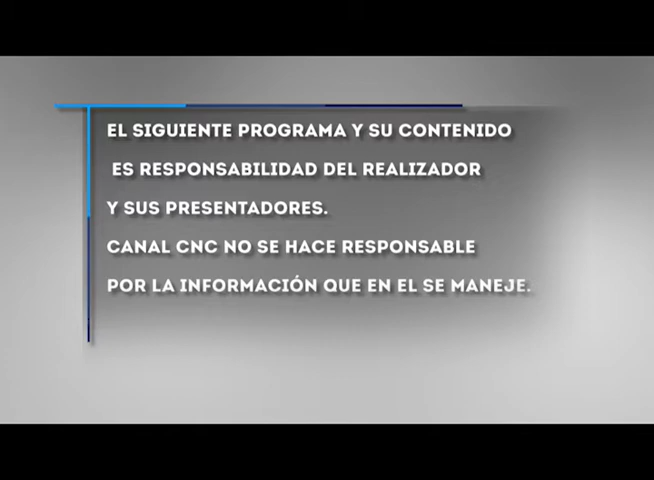 EL SIGUIENTE PROGRAMA Y SU CONTENIDO
ES RESPONSABILIDAD DEL REALIZADOR
Y SUS PRESENTADORES.
CANAL CNC NO SE HACE RESPONSABLE
POR LA INFORMACIÓN QUE EN EL SE MANEJE.